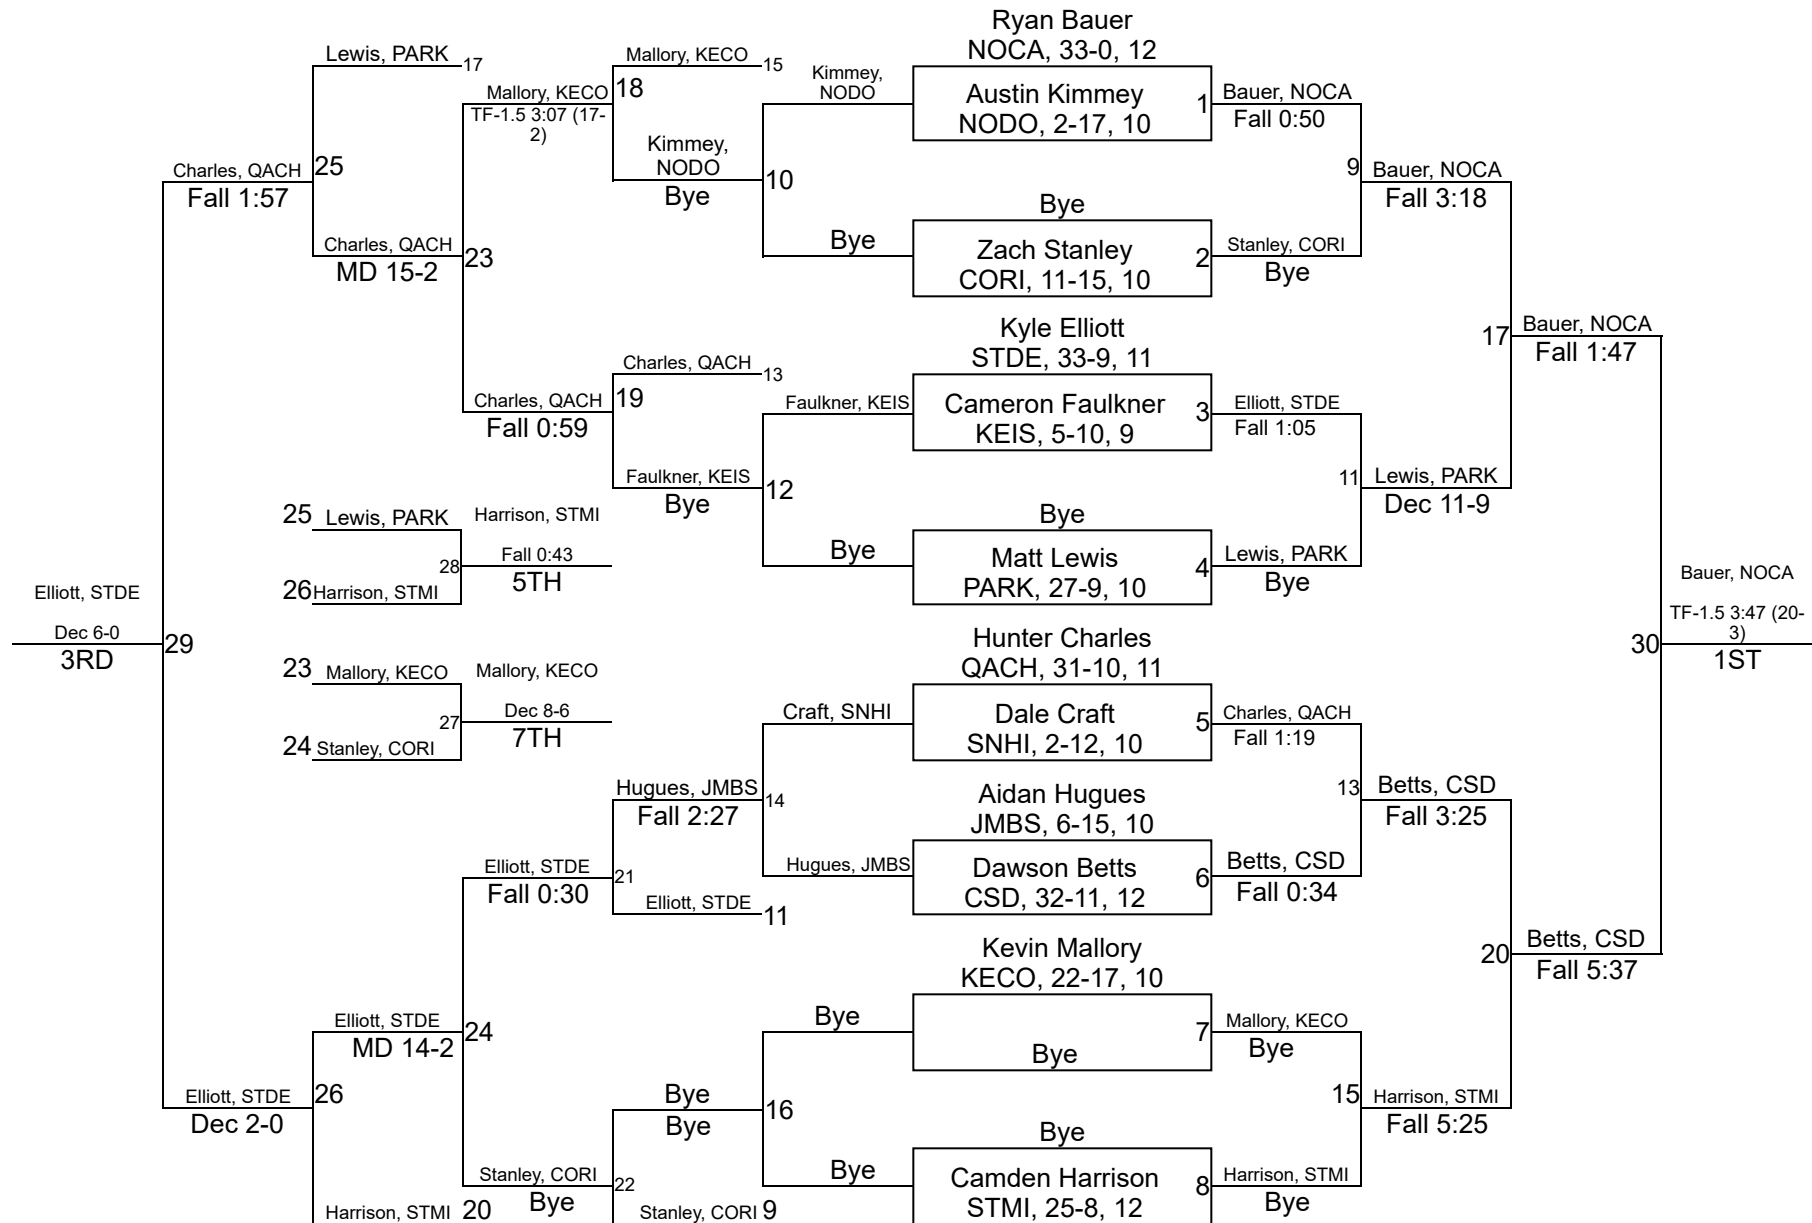 Ryan Bauer
NOCA, 33-0, 12
Lewis, PARK 17
Mallory, KECO 15
Kimmey,
NODO
Mallory, KECO 18
TF-1.5 3:07 (17-
2)
Austin Kimmey
NODO, 2-17, 10
1
Bauer, NOCA
Fall 0:50
Kimmey,
NODO
Bye
10
Charles, QACH 25
Fall 1:57
9
Bauer, NOCA
Fall 3:18
Bye
Charles, QACH 23
MD 15-2
Bye
Zach Stanley
CORI, 11-15, 10
2
Stanley, CORI
Bye
Kyle Elliott
STDE, 33-9, 11
17
Bauer, NOCA
Fall 1:47
Charles, QACH 13
Charles, QACH 19
Fall 0:59
Faulkner, KEIS
Cameron Faulkner
KEIS, 5-10, 9
3
Elliott, STDE
Fall 1:05
Faulkner, KEIS 12
Bye
11
Lewis, PARK
Dec 11-9
25
Lewis, PARK
Harrison, STMI
Bye
28
Fall 0:43
5TH
Bye
Matt Lewis
PARK, 27-9, 10
4
Lewis, PARK
Bye
26
Harrison, STMI
Elliott, STDE
Dec 6-0
3RD
29
Bauer, NOCA
TF-1.5 3:47 (20-
3)
30
1ST
Hunter Charles
QACH, 31-10, 11
23
Mallory, KECO
Mallory, KECO
27
Dec 8-6
7TH
Craft, SNHI
Dale Craft
SNHI, 2-12, 10
5
Charles, QACH
Fall 1:19
24
Stanley, CORI
Hugues, JMBS 14
Fall 2:27
Aidan Hugues
JMBS, 6-15, 10
13
Betts, CSD
Fall 3:25
Elliott, STDE 21
Fall 0:30
Hugues, JMBS
Dawson Betts
CSD, 32-11, 12
6
Betts, CSD
Fall 0:34
Elliott, STDE 11
Kevin Mallory
KECO, 22-17, 10
20
Betts, CSD
Fall 5:37
Elliott, STDE 24
MD 14-2
Bye
Bye
7
Mallory, KECO
Bye
Elliott, STDE 26
Dec 2-0
Bye
Bye
16
15
Harrison, STMI
Fall 5:25
Bye
Stanley, CORI 22
Bye
Bye
Camden Harrison
STMI, 25-8, 12
8
Harrison, STMI
Bye
Harrison, STMI 20
Stanley, CORI 9